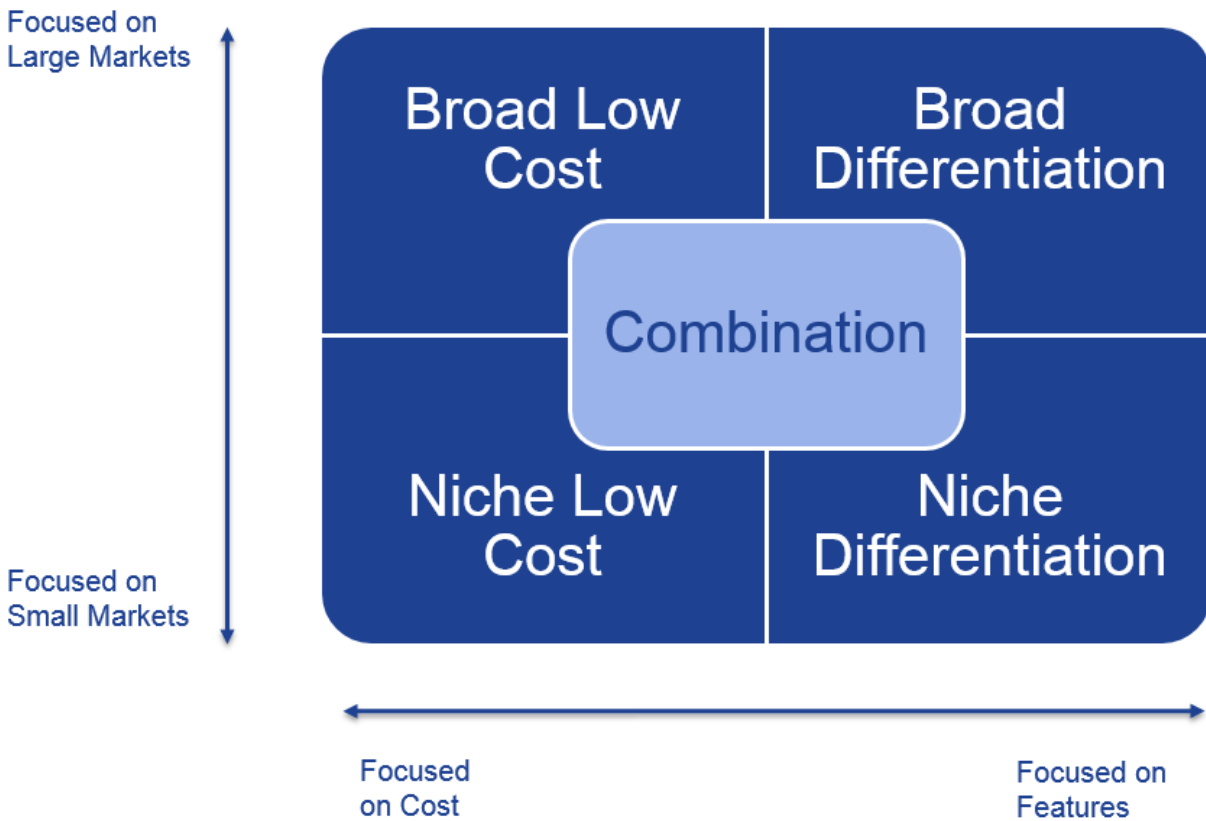 Focused on
Large Markets
Broad Low
Cost
Broad
Differentiation
Combination
Niche Low
Cost
Niche
Differentiation
Focused on
Small Markets
Focused
on Cost
Focused on
Features